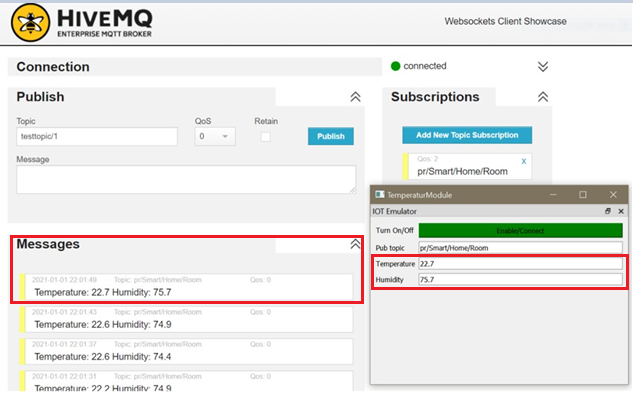 HIVEMQ
ENTERPRISE MQTT BROKER
Websockets Client Showcase
Connection
connected
Publish
Topic
QoS
Retain
testtopic/1
0
Publish
Message
Subscriptions
Add New Topic Subscription
Qos: 2
x
pr/Smart/Home/Room
Messages
2021-01-01 22:01:49 Topic: pr/Smart/Home/Room Qos: 0
Temperature: 22.7 Humidity: 75.7
2021-01-01 22:01:43 Topic: pr/Smart/Home/Room Qos: 0
Temperature: 22.6 Humidity: 74.9
2021-01-01 22:01:37 Topic: pr/Smart/Home/Room Qos: 0
Temperature: 22.6 Humidity: 74.4
2021-01-01 22:01:31 Topic: pr/Smart/Home/Room Qos: 0
Temperature: 22.2 Humidity: 74.9
TemperaturModule
IOT Emulator
Turn On/Off Enable/Connect
Pub topic pr/Smart/Home/Room
Temperature 22.7
Humidity 75.7